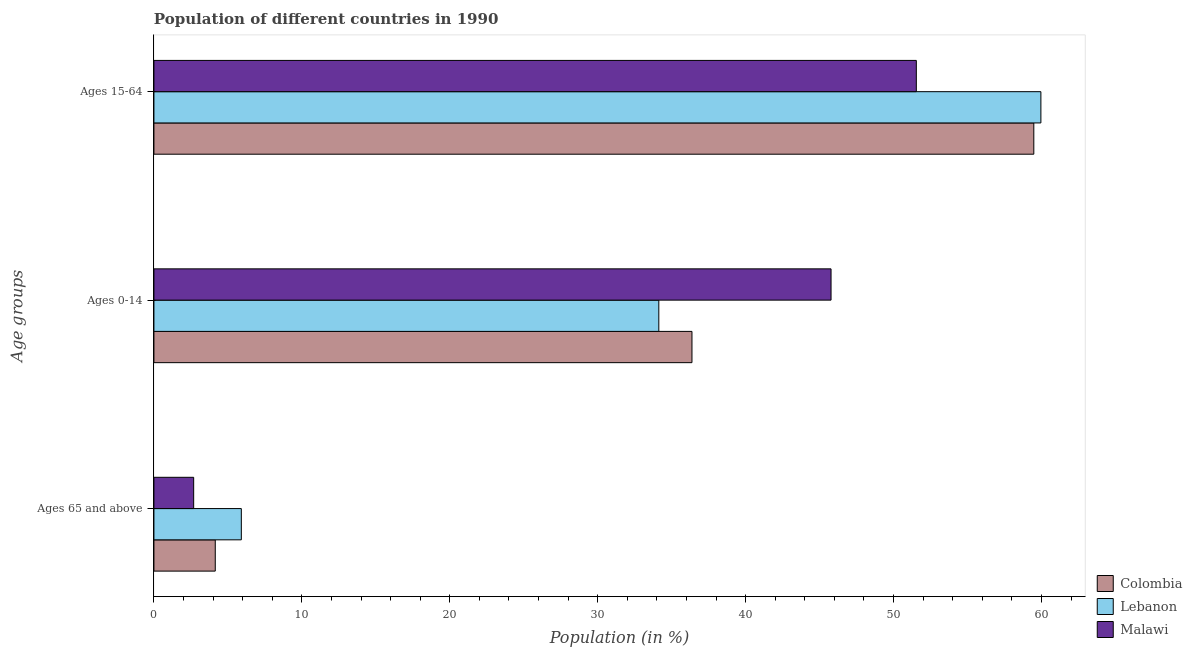 Population of different countries in 1990
Age groups
Ages 15-64
Ages 0-14
Ages 65 and above
0
10
20
30
40
50
60
Population (in %)
Colombia
Lebanon
Malawi